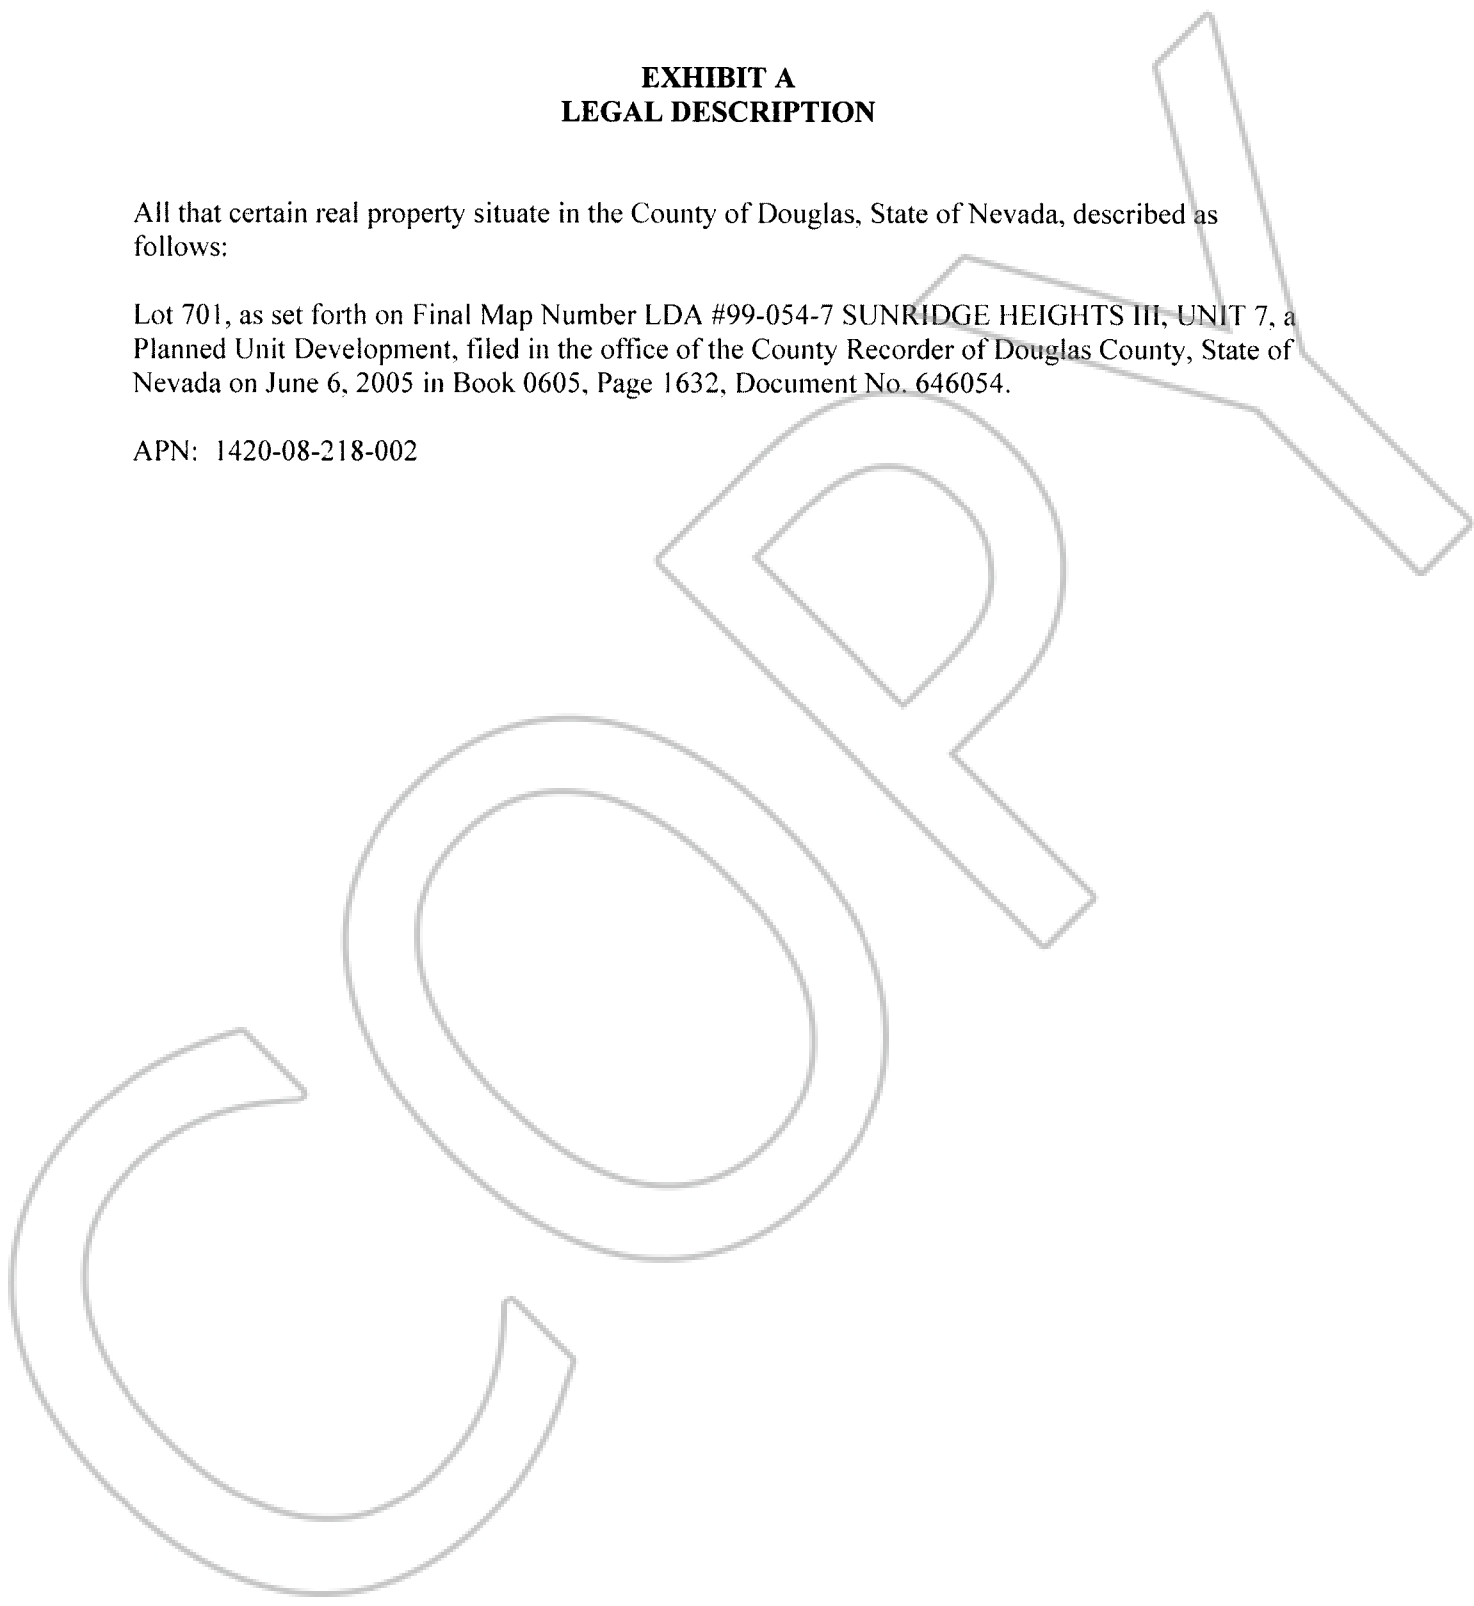 EXHIBIT A
LEGAL DESCRIPTION
All that certain real property situate in the County of Douglas, State of Nevada, described as
follows:
Lot 701, as set forth on Final Map Number LDA #99-054-7 SUNRIDGE HEIGHTS III, UNIT 7, a
Planned Unit Development, filed in the office of the County Recorder of Douglas County, State of
Nevada on June 6, 2005 in Book 0605, Page 1632, Document No. 646054.
APN: 1420-08-218-002
COPY